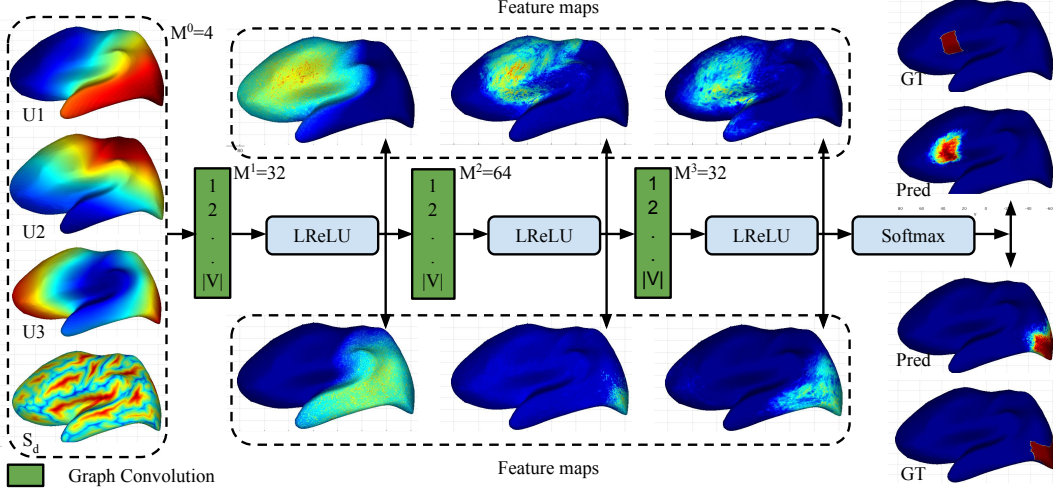 Feature maps
M⁰=4
U1
GT
U2
M¹=32
M²=64
M³=32
Pred
1
2
.
.
|V|
LReLU
1
2
.
.
|V|
LReLU
1
2
.
.
|V|
LReLU
Softmax
U3
Pred
S_d
GT
Graph Convolution
Feature maps